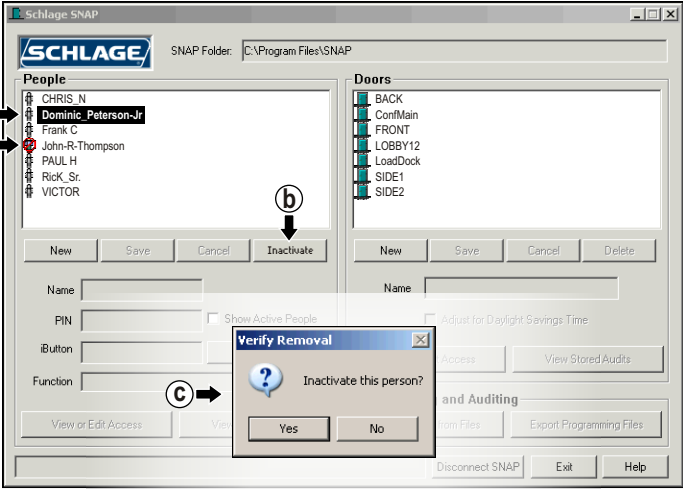 Schlage SNAP
SCHLAGE
SNAP Folder: C:\Program Files\SNAP
People
CHRIS_N
Dominic_Peterson-Jr
Frank C
John-R-Thompson
PAUL H
RicK_Sr.
VICTOR
b
New Save Cancel Inactivate
Name
PIN
Show Active People
iButton
Function
View or Edit Access
View
Doors
BACK
ConfMain
FRONT
LOBBY12
LoadDock
SIDE1
SIDE2
New Save Cancel Delete
Name
Adjust for Daylight Savings Time
Access View Stored Audits
c
Verify Removal
?
Inactivate this person?
Yes No
and Auditing
from Files Export Programming Files
Disconnect SNAP Exit Help